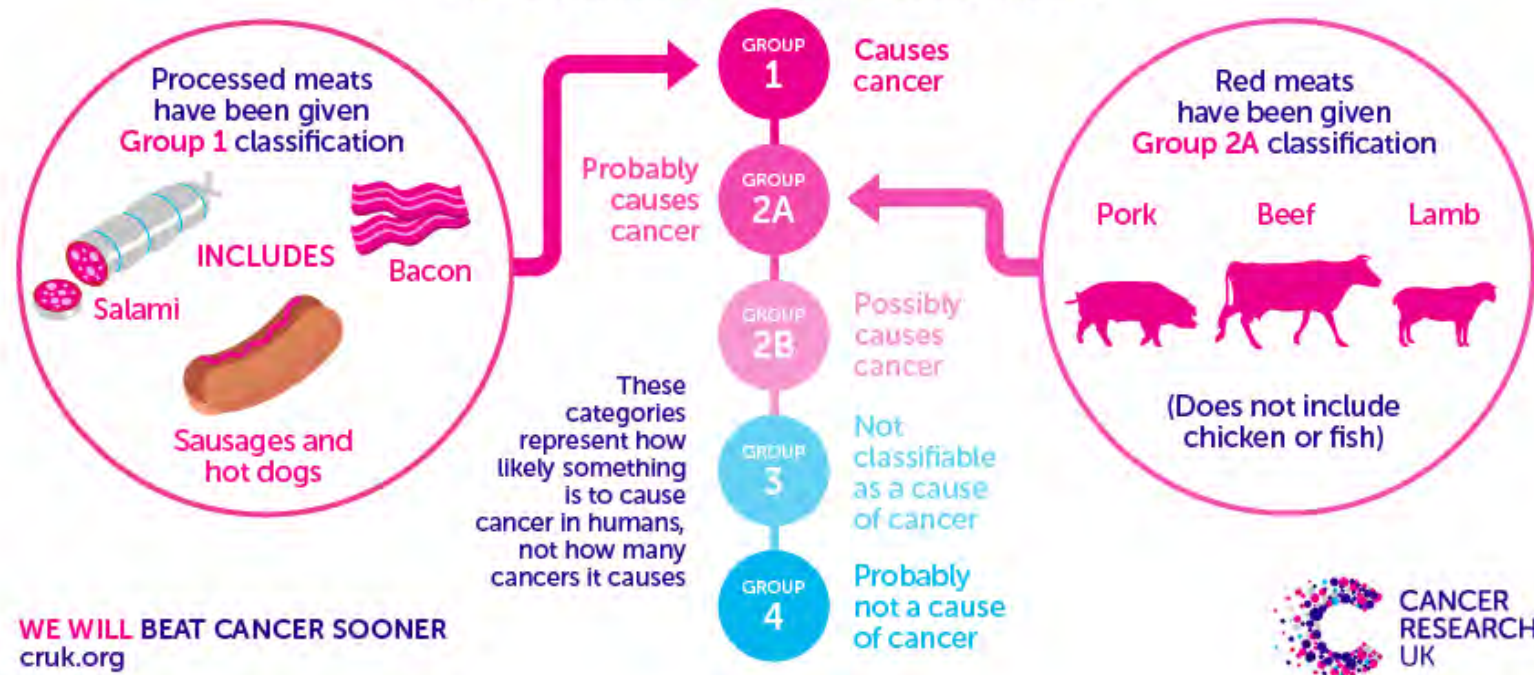 Processed meats
have been given
Group 1 classification
INCLUDES
Salami
Bacon
Sausages and
hot dogs
GROUP
1
Causes
cancer
GROUP
2A
Probably
causes
cancer
GROUP
2B
Possibly
causes
cancer
GROUP
3
Not
classifiable
as a cause
of cancer
GROUP
4
Probably
not a cause
of cancer
These
categories
represent how
likely something
is to cause
cancer in humans,
not how many
cancers it causes
Red meats
have been given
Group 2A classification
Pork
Beef
Lamb
(Does not include
chicken or fish)
WE WILL BEAT CANCER SOONER
cruk.org
CANCER
RESEARCH
UK